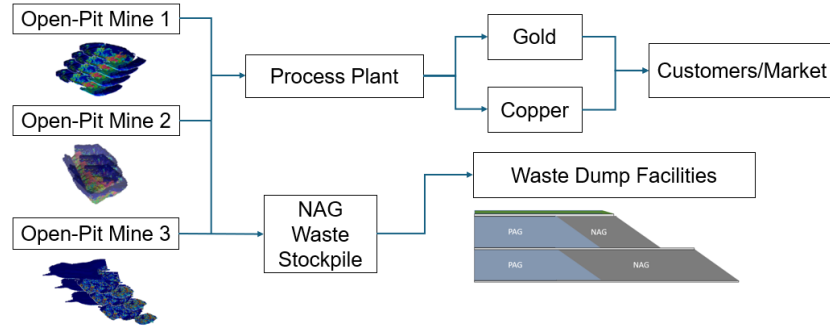 Open-Pit Mine 1
Gold
Process Plant
Customers/Market
Copper
Open-Pit Mine 2
Waste Dump Facilities
NAG
Waste
Stockpile
Open-Pit Mine 3
PAG
NAG
PAG
NAG